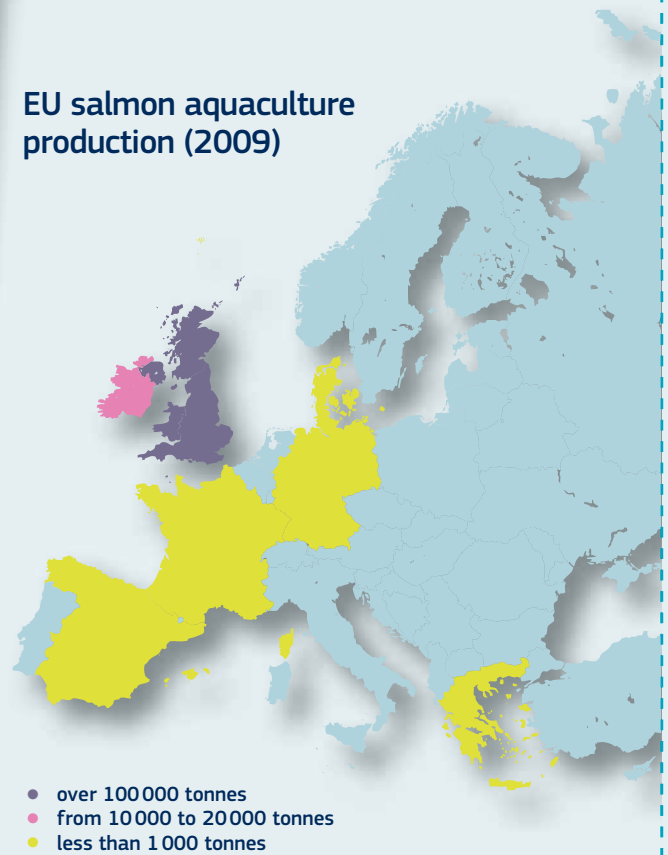 EU salmon aquaculture
production (2009)
over 100 000 tonnes
from 10 000 to 20 000 tonnes
less than 1 000 tonnes